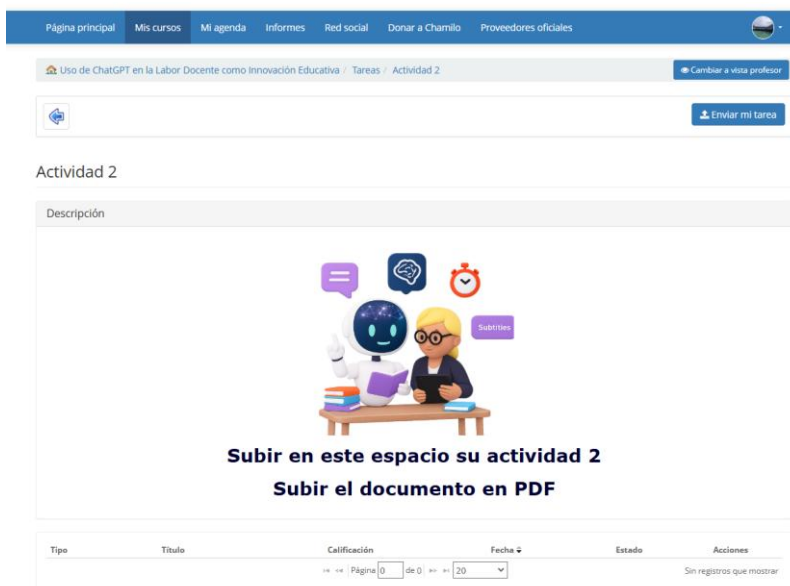 Página principal Mis cursos Mi agenda Informes Red social Donar a Chamilo Proveedores oficiales
Uso de ChatGPT en la Labor Docente como Innovación Educativa / Tareas / Actividad 2 Cambiar a vista profesor
Enviar mi tarea
Actividad 2
Descripción
Subtitles
Subir en este espacio su actividad 2
Subir el documento en PDF
Tipo Título Calificación Fecha Estado Acciones
Página 0 de 0 20 Sin registros que mostrar